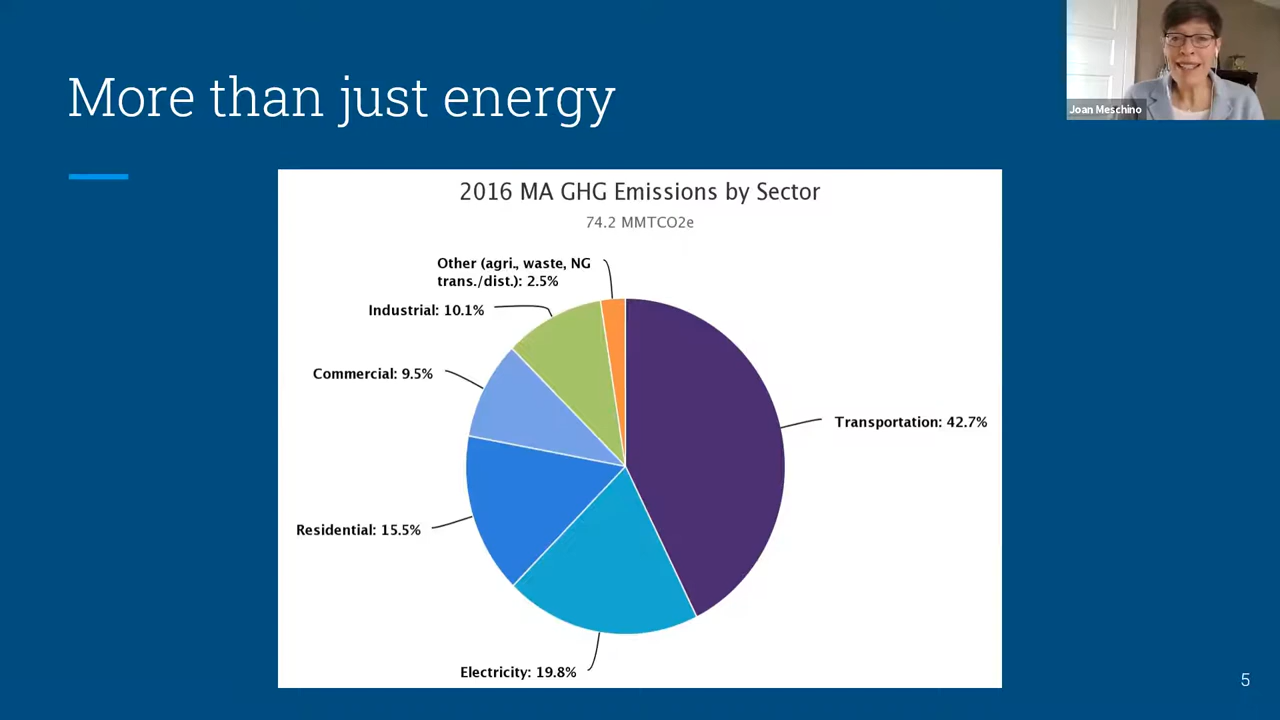 More than just energy
Joan Meschino
2016 MA GHG Emissions by Sector
74.2 MMTCO2e
Other (agri., waste, NG
trans./dist.): 2.5%
Industrial: 10.1%
Commercial: 9.5%
Transportation: 42.7%
Residential: 15.5%
Electricity: 19.8%
5